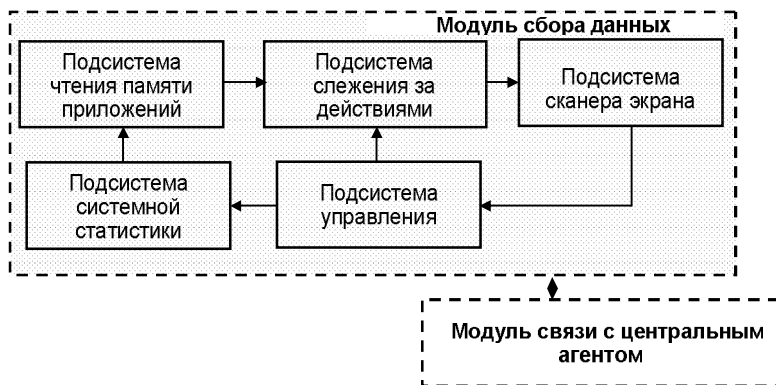 Модуль сбора данных
Подсистема
чтения памяти
приложений
Подсистема
слежения за
действиями
Подсистема
сканера экрана
Подсистема
системной
статистики
Подсистема
управления
Модуль связи с центральным
агентом